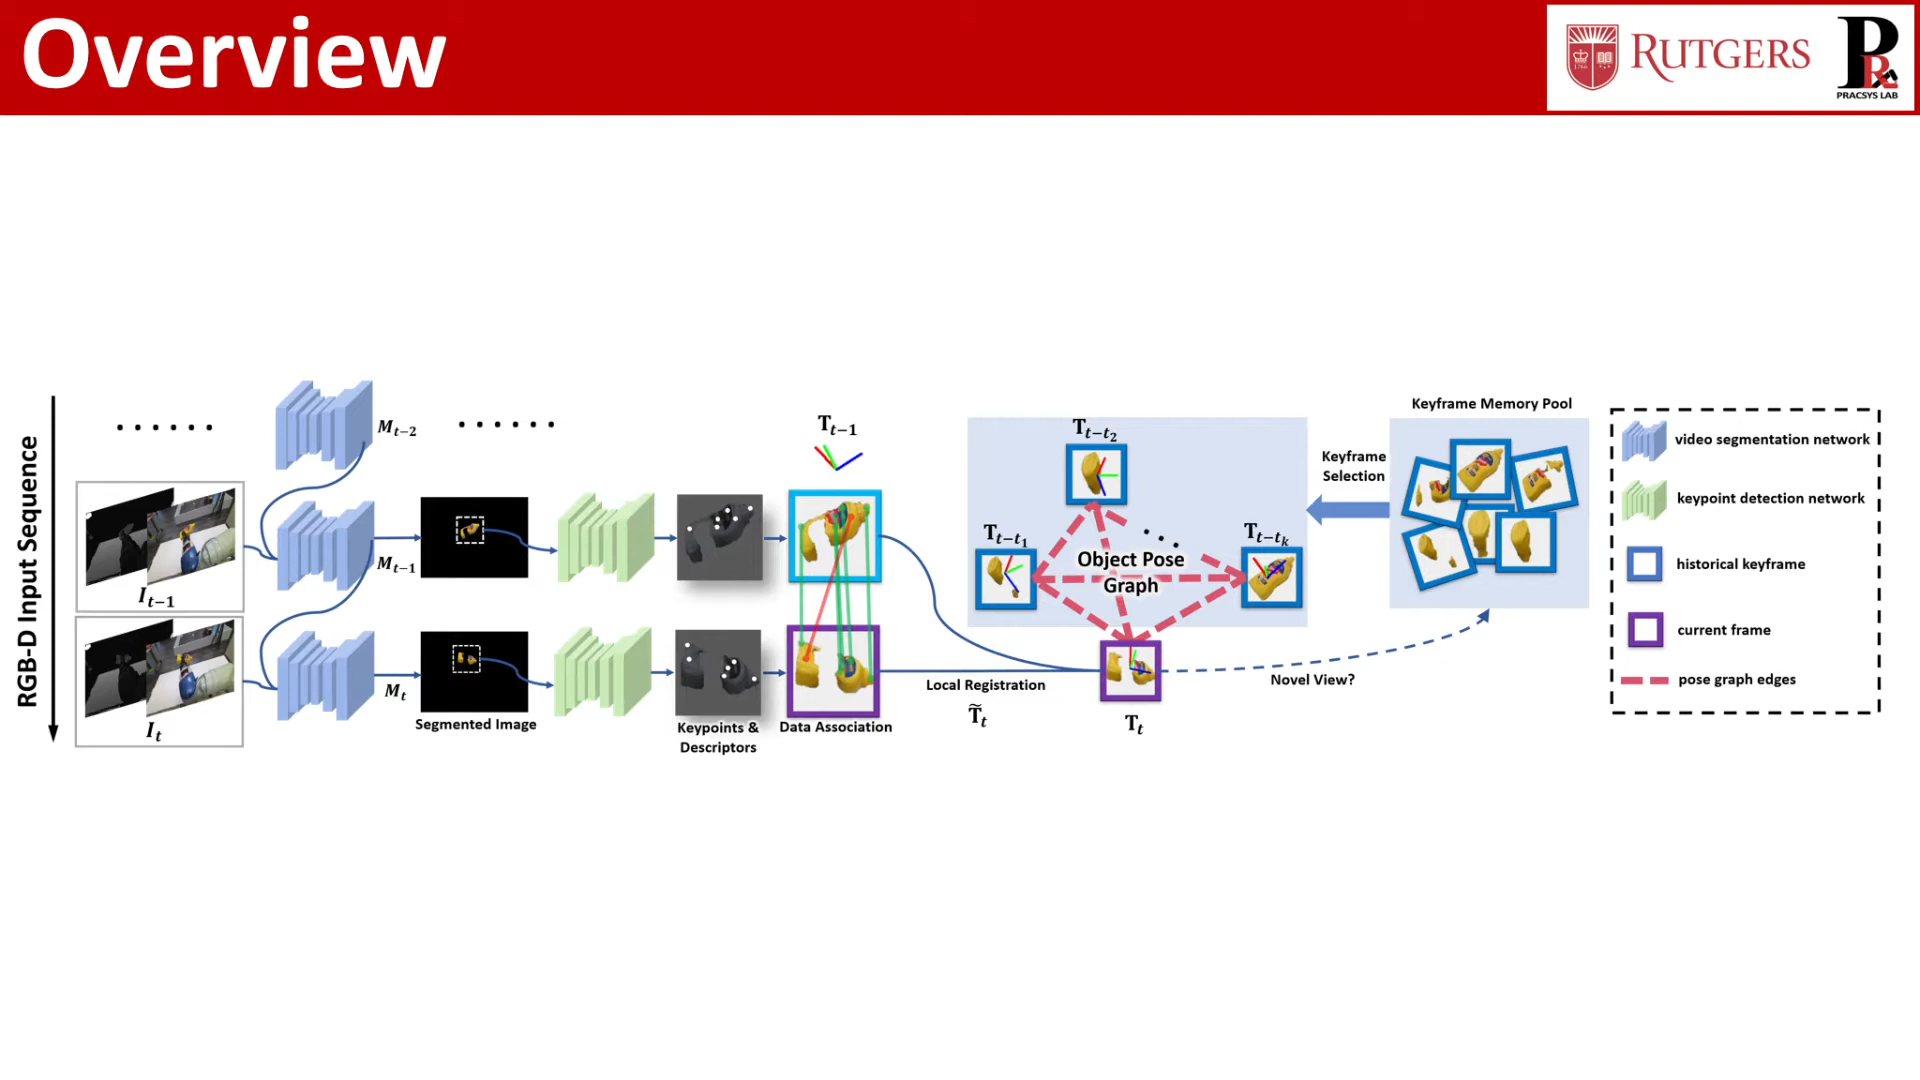 Overview
RUTGERS
1766
PRACSYS LAB
RGB-D Input Sequence
M_{t-2}
I_{t-1}
M_{t-1}
I_t
M_t
Segmented Image
Keypoints &
Descriptors
T_{t-1}
Data Association
Local Registration
T̃_t
T_{t-t_2}
T_{t-t_1}
T_{t-t_k}
Object Pose
Graph
T_t
Novel View?
Keyframe
Selection
Keyframe Memory Pool
video segmentation network
keypoint detection network
historical keyframe
current frame
pose graph edges